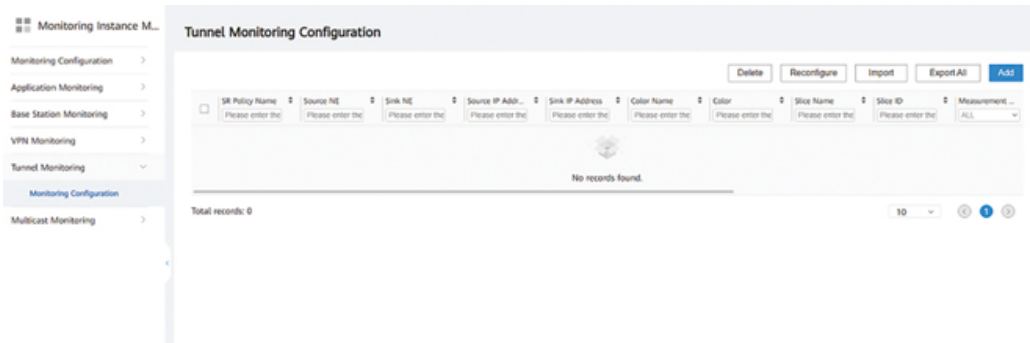 Monitoring Instance M...
Tunnel Monitoring Configuration
Monitoring Configuration
Application Monitoring
Base Station Monitoring
VPN Monitoring
Tunnel Monitoring
Monitoring Configuration
Multicast Monitoring
Delete Reconfigure Import Export All Add
SR Policy Name Source NE Sink NE Source IP Addr... Sink IP Address Color Name Color Slice Name Slice ID Measurement ...
Please enter the Please enter the Please enter the Please enter the Please enter the Please enter the Please enter the Please enter the Please enter the ALL
No records found.
Total records: 0
10 1